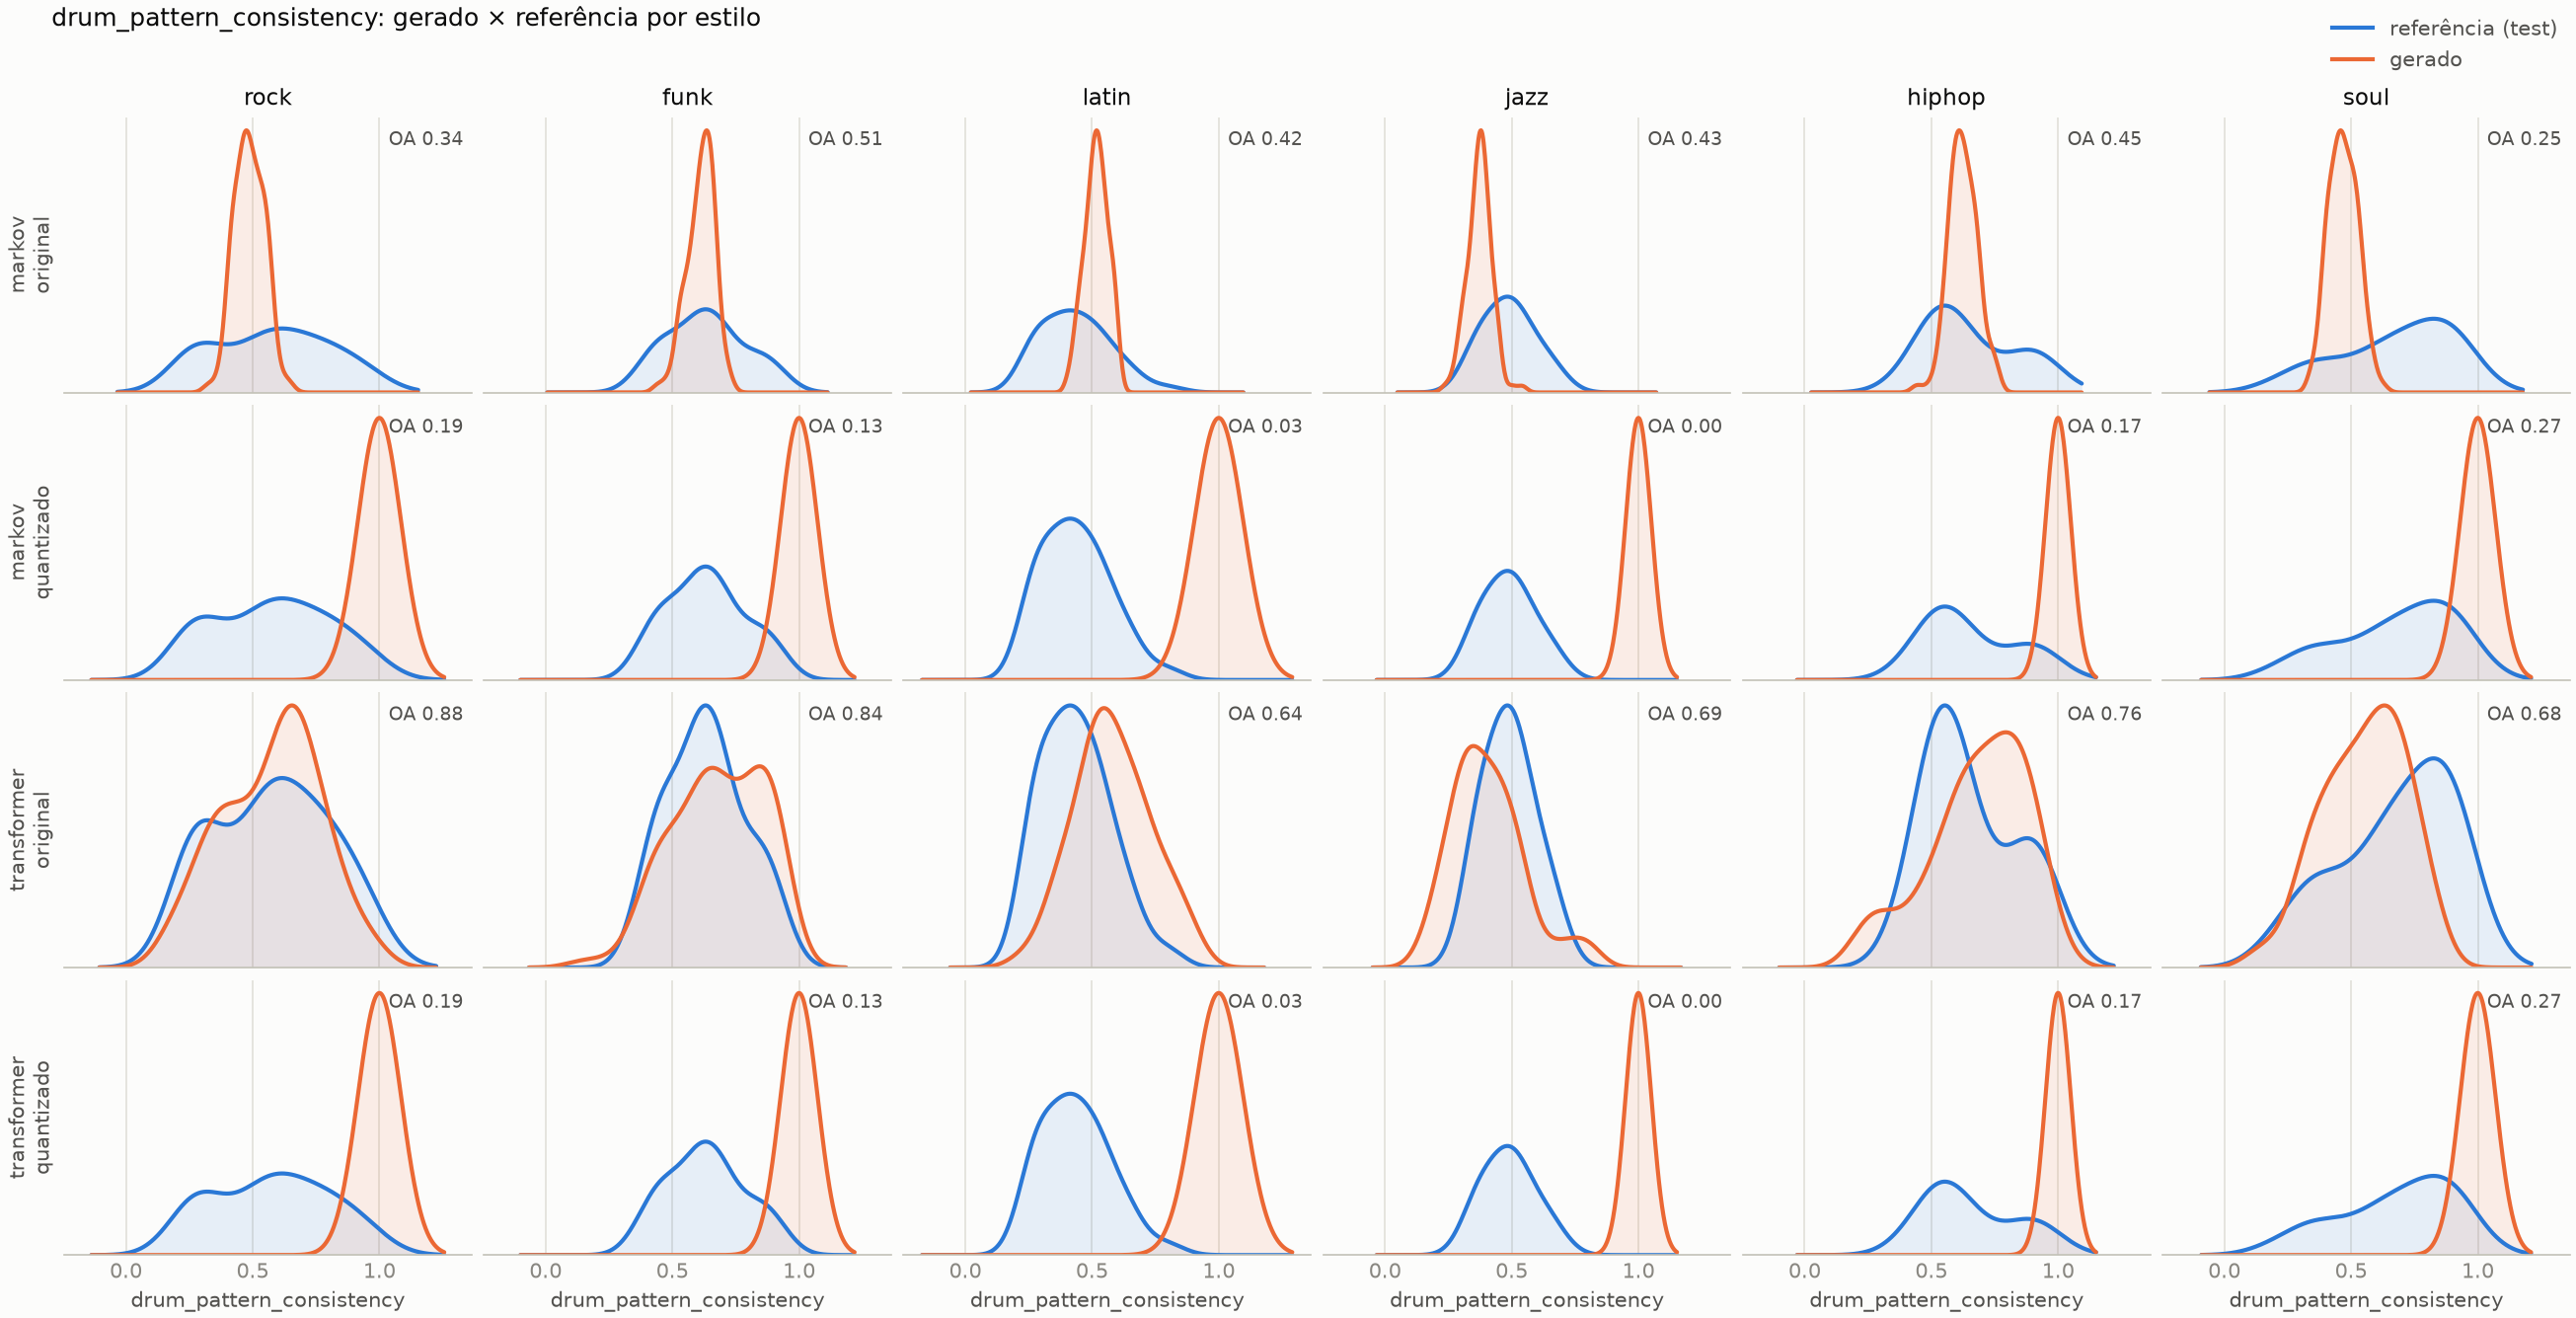 drum_pattern_consistency: gerado × referência por estilo
referência (test)
gerado
rock
funk
latin
jazz
hiphop
soul
markov
original
OA 0.34
OA 0.51
OA 0.42
OA 0.43
OA 0.45
OA 0.25
markov
quantizado
OA 0.19
OA 0.13
OA 0.03
OA 0.00
OA 0.17
OA 0.27
transformer
original
OA 0.88
OA 0.84
OA 0.64
OA 0.69
OA 0.76
OA 0.68
transformer
quantizado
OA 0.19
OA 0.13
OA 0.03
OA 0.00
OA 0.17
OA 0.27
0.0 0.5 1.0
0.0 0.5 1.0
0.0 0.5 1.0
0.0 0.5 1.0
0.0 0.5 1.0
0.0 0.5 1.0
drum_pattern_consistency
drum_pattern_consistency
drum_pattern_consistency
drum_pattern_consistency
drum_pattern_consistency
drum_pattern_consistency